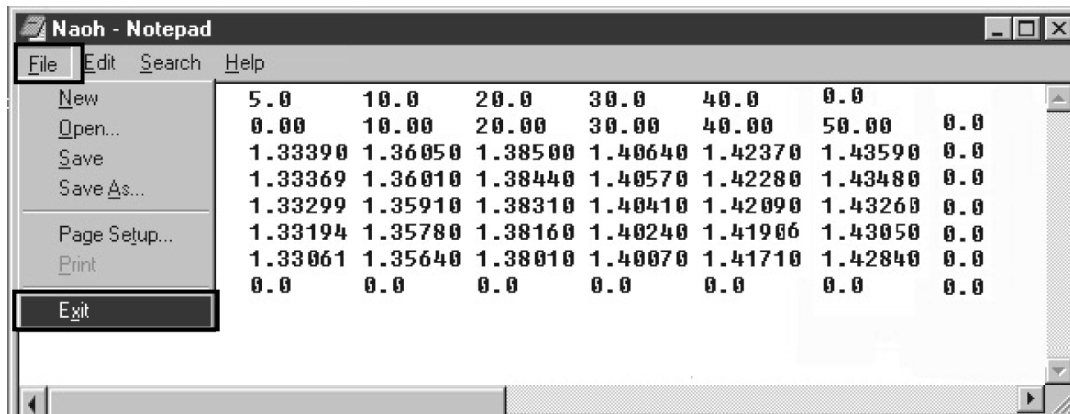 Naoh - Notepad
File Edit Search Help
New
Open...
Save
Save As...
Page Setup...
Print
Exit
5.0 10.0 20.0 30.0 40.0 0.0
0.00 10.00 20.00 30.00 40.00 50.00 0.0
1.33390 1.36050 1.38500 1.40640 1.42370 1.43590 0.0
1.33369 1.36010 1.38440 1.40570 1.42280 1.43480 0.0
1.33299 1.35910 1.38310 1.40410 1.42090 1.43260 0.0
1.33194 1.35780 1.38160 1.40240 1.41906 1.43050 0.0
1.33061 1.35640 1.38010 1.40070 1.41710 1.42840 0.0
0.0 0.0 0.0 0.0 0.0 0.0 0.0